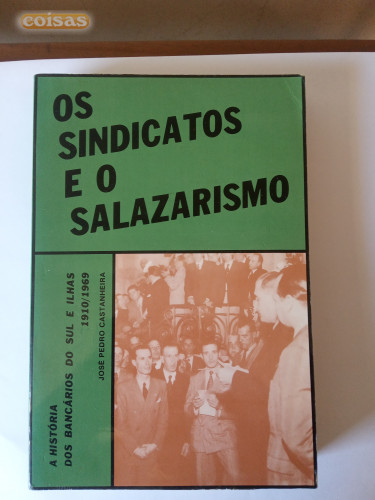 coisas
OS
SINDICATOS
E O
SALAZARISMO
A HISTÓRIA
DOS BANCÁRIOS DO SUL E ILHAS
1910/1969
JOSÉ PEDRO CASTANHEIRA